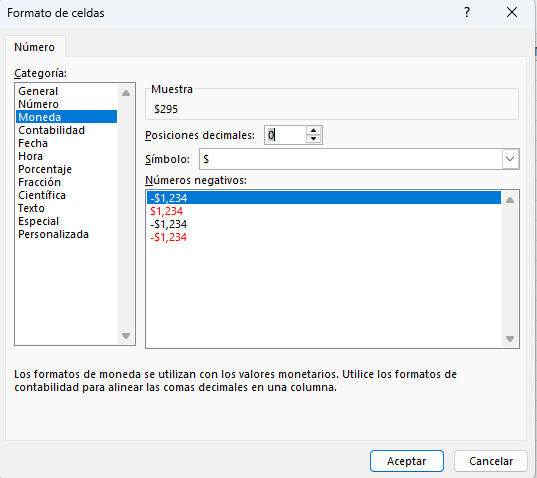 Formato de celdas
?
Número
Categoría:
General
Número
Moneda
Contabilidad
Fecha
Hora
Porcentaje
Fracción
Científica
Texto
Especial
Personalizada
Muestra
$295
Posiciones decimales: 0
Símbolo: $
Números negativos:
-$1,234
$1,234
-$1,234
-$1,234
Los formatos de moneda se utilizan con los valores monetarios. Utilice los formatos de
contabilidad para alinear las comas decimales en una columna.
Aceptar
Cancelar